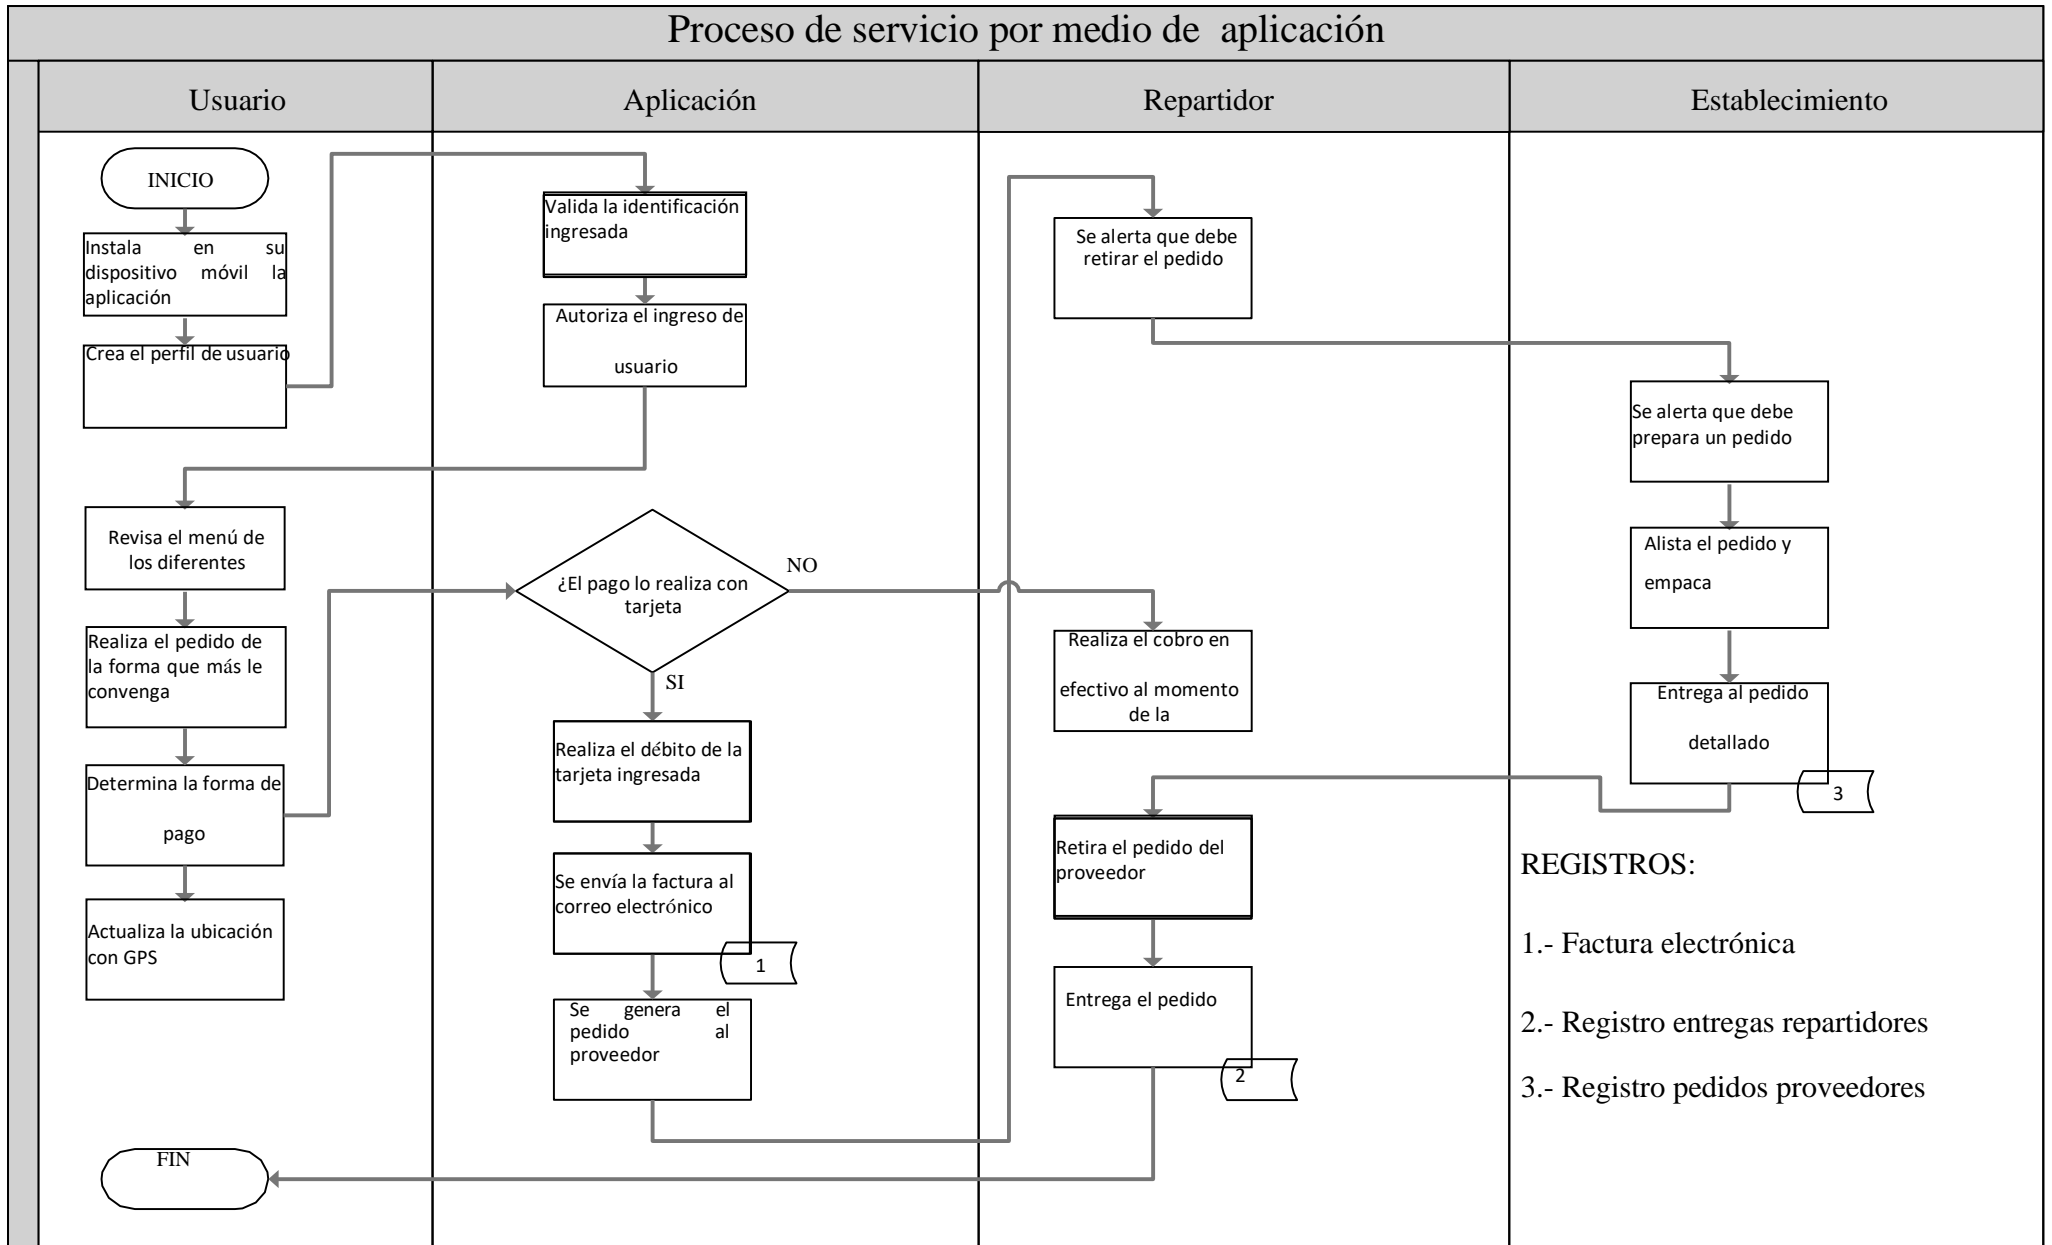 Proceso de servicio por medio de aplicación
Usuario
Aplicación
Repartidor
Establecimiento
INICIO
Instala en su
dispositivo móvil la
aplicación
Crea el perfil de usuario
Revisa el menú de
los diferentes
Realiza el pedido de
la forma que más le
convenga
Determina la forma de
pago
Actualiza la ubicación
con GPS
FIN
Valida la identificación
ingresada
Autoriza el ingreso de
usuario
¿El pago lo realiza con
tarjeta
NO
SI
Realiza el débito de la
tarjeta ingresada
Se envía la factura al
correo electrónico
1
Se genera el
pedido al
proveedor
Se alerta que debe
retirar el pedido
Realiza el cobro en
efectivo al momento
de la
Retira el pedido del
proveedor
Entrega el pedido
2
Se alerta que debe
prepara un pedido
Alista el pedido y
empaca
Entrega al pedido
detallado
3
REGISTROS:
1.- Factura electrónica
2.- Registro entregas repartidores
3.- Registro pedidos proveedores